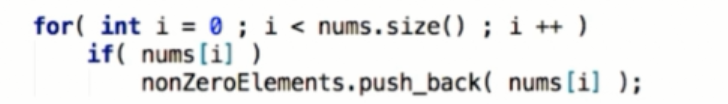 for( int i = 0 ; i < nums.size() ; i ++ )
if( nums[i] )
nonZeroElements.push_back( nums[i] );